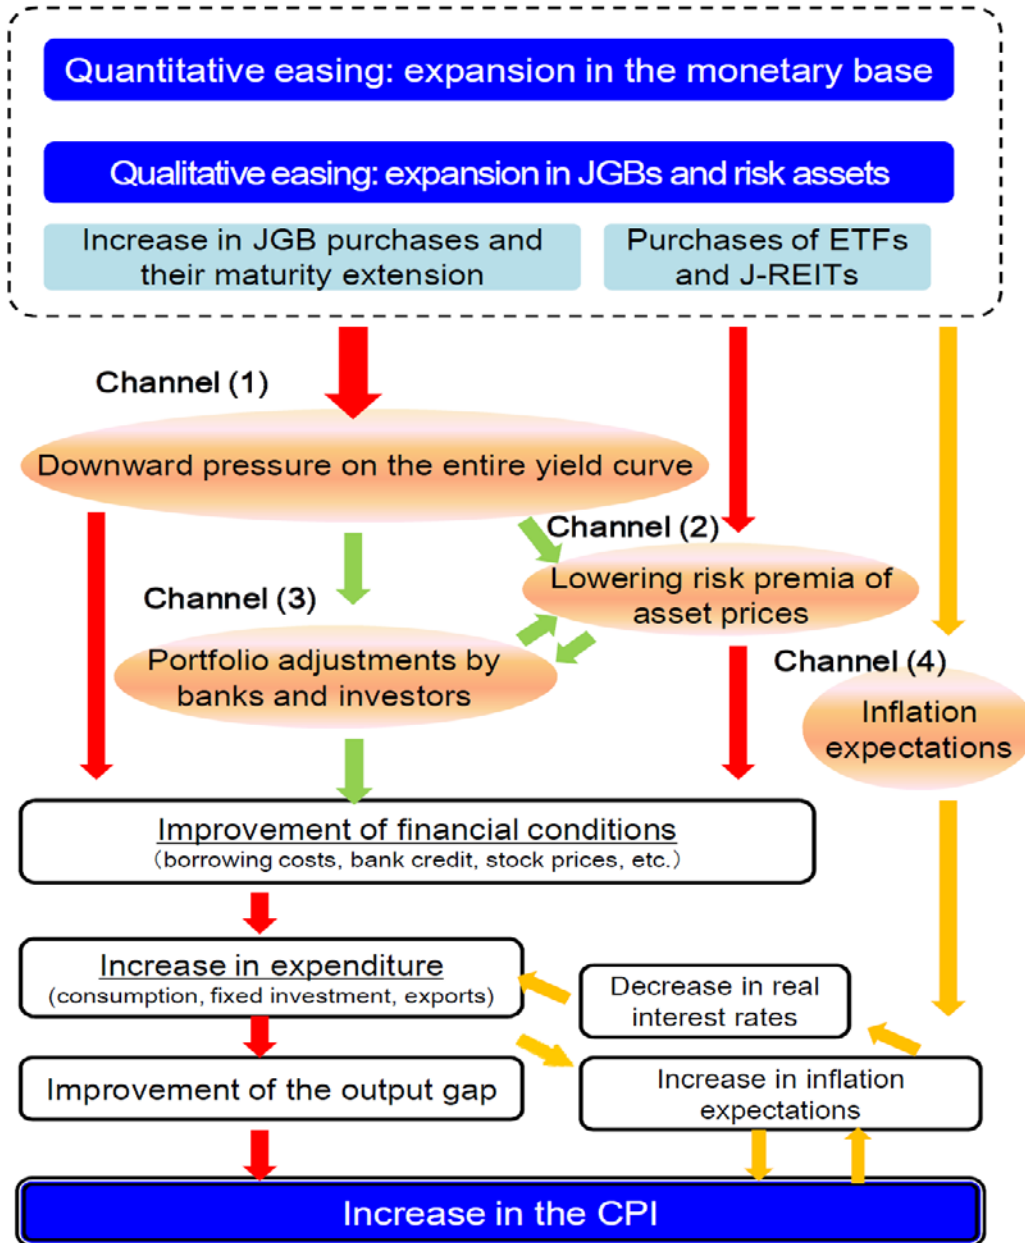 Quantitative easing: expansion in the monetary base
Qualitative easing: expansion in JGBs and risk assets
Increase in JGB purchases and
their maturity extension
Purchases of ETFs
and J-REITs
Channel (1)
Downward pressure on the entire yield curve
Channel (2)
Lowering risk premia of
asset prices
Channel (3)
Portfolio adjustments by
banks and investors
Channel (4)
Inflation
expectations
Improvement of financial conditions
(borrowing costs, bank credit, stock prices, etc.)
Increase in expenditure
(consumption, fixed investment, exports)
Decrease in real
interest rates
Improvement of the output gap
Increase in inflation
expectations
Increase in the CPI